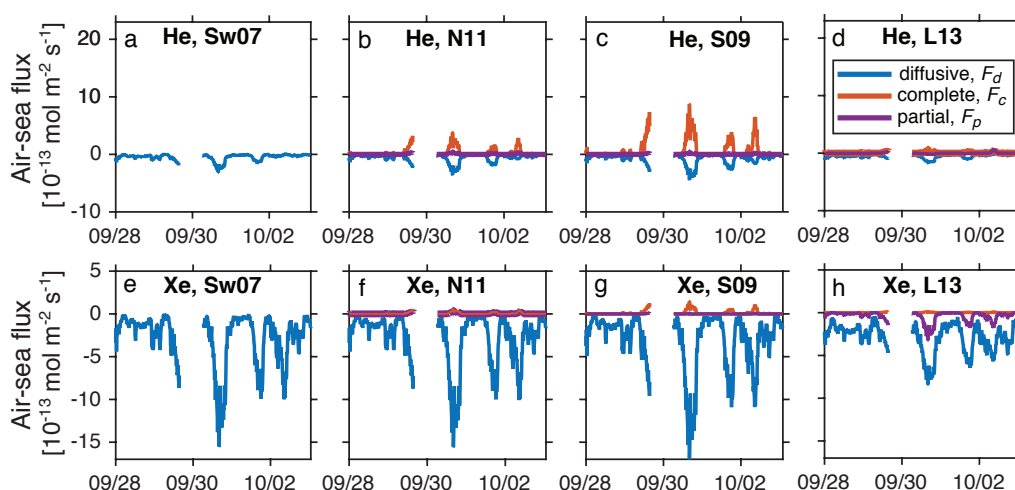 a He, Sw07
b He, N11
c He, S09
d He, L13
diffusive, Fd
complete, Fc
partial, Fp
Air-sea flux
[10⁻¹³ mol m⁻² s⁻¹]
20
10
0
-10
09/28 09/30 10/02
09/28 09/30 10/02
09/28 09/30 10/02
09/28 09/30 10/02
e Xe, Sw07
f Xe, N11
g Xe, S09
h Xe, L13
Air-sea flux
[10⁻¹³ mol m⁻² s⁻¹]
5
0
-5
-10
-15
09/28 09/30 10/02
09/28 09/30 10/02
09/28 09/30 10/02
09/28 09/30 10/02